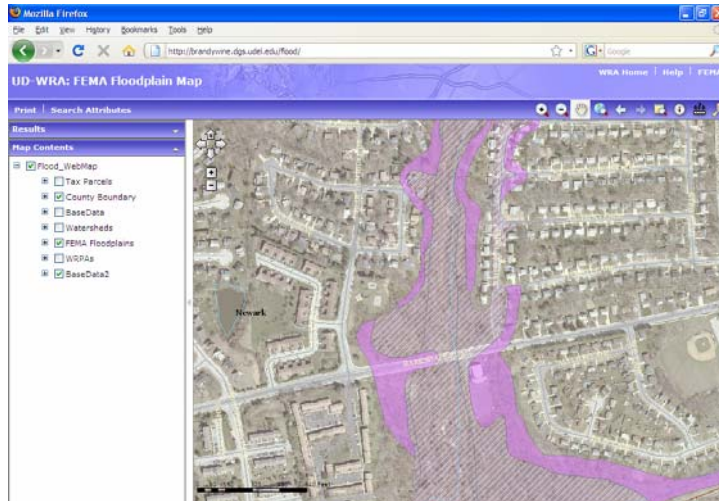 Mozilla Firefox
File Edit View History Bookmarks Tools Help
http://brandywine.dgs.udel.edu/flood/
Google
UD-WRA: FEMA Floodplain Map
WRA Home | Help | FEMA
Print | Search Attributes
Results
Map Contents
Flood_WebMap
Tax Parcels
County Boundary
BaseData
Watersheds
FEMA Floodplains
WRPAs
BaseData2
Newark